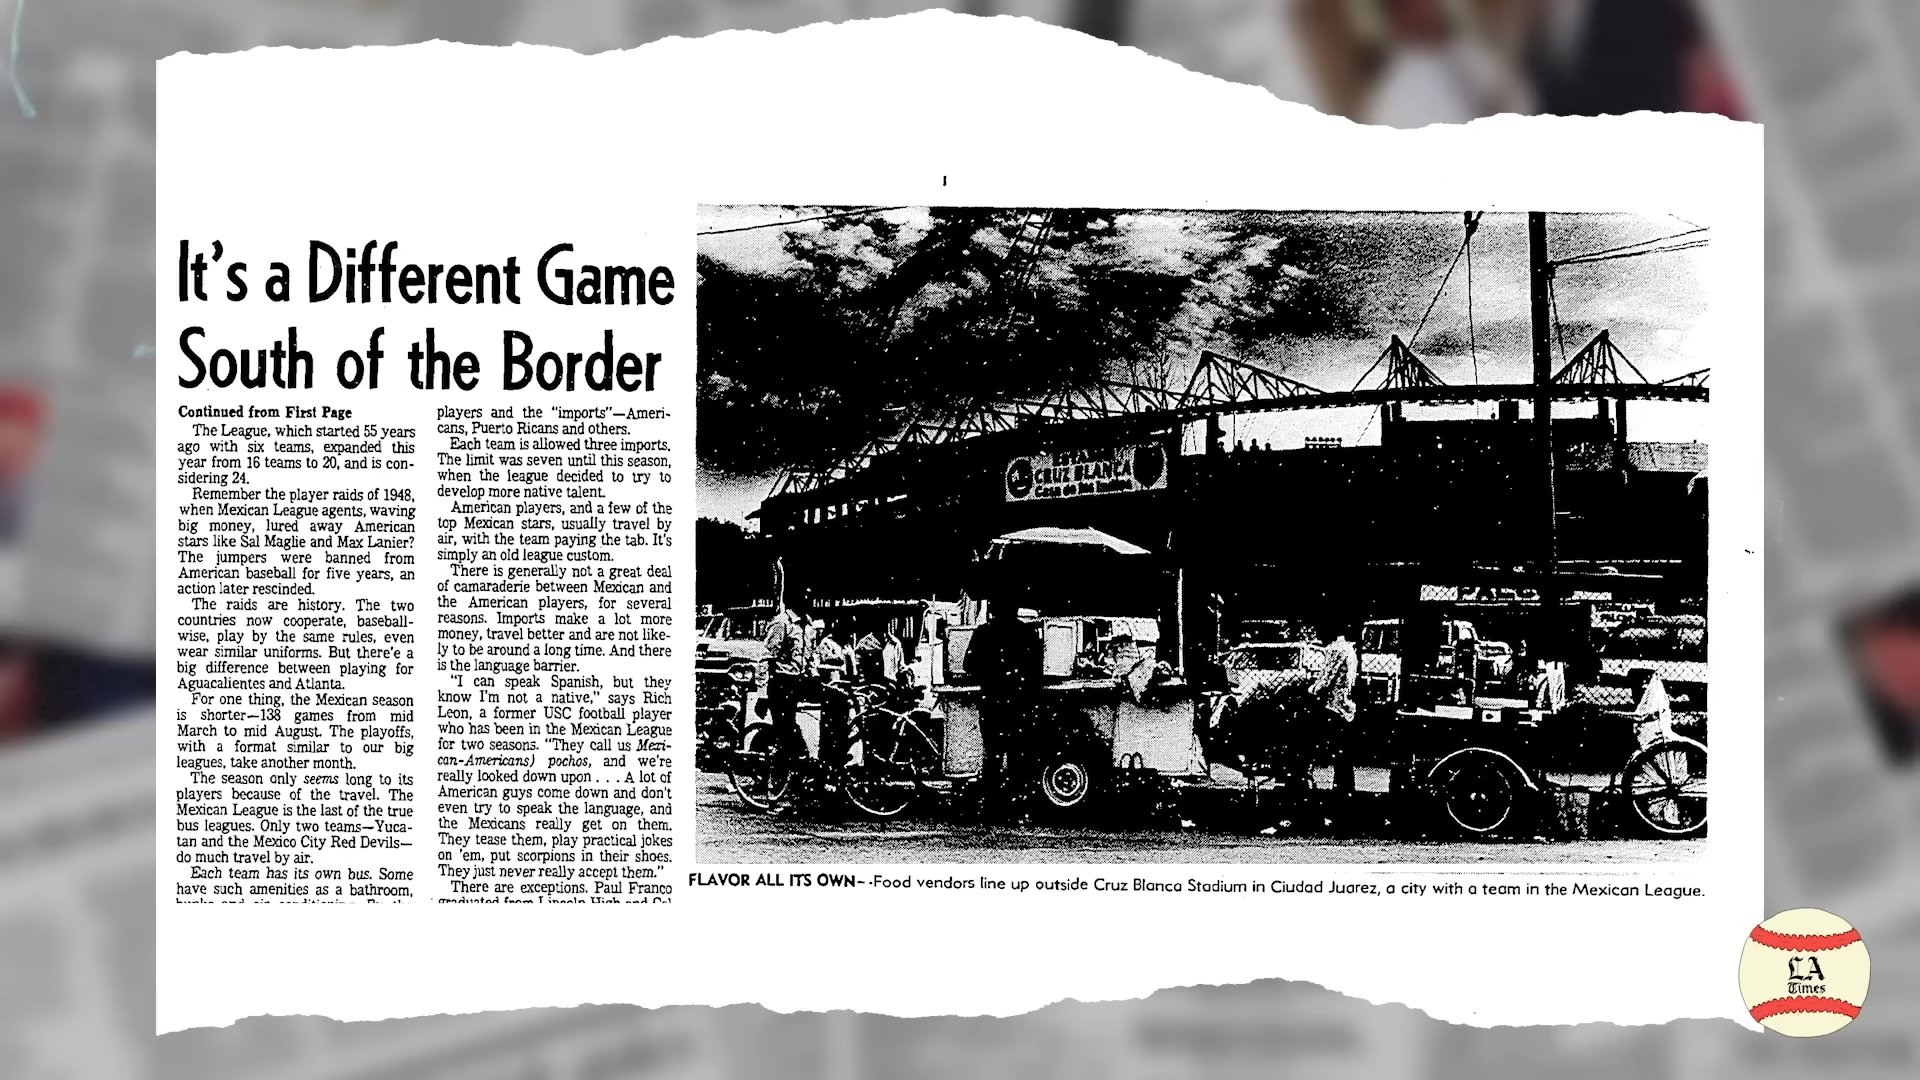 It's a Different Game
South of the Border
Continued from First Page
The League, which started 55 years
ago with six teams, expanded this
year from 16 teams to 20, and is con-
sidering 24.
Remember the player raids of 1948,
when Mexican League agents, waving
big money, lured away American
stars like Sal Maglie and Max Lanier?
The jumpers were banned from
American baseball for five years, an
action later rescinded.
The raids are history. The two
countries now cooperate, baseball-
wise, play by the same rules, even
wear similar uniforms. But there'e a
big difference between playing for
Aguacalientes and Atlanta.
For one thing, the Mexican season
is shorter—138 games from mid
March to mid August. The playoffs,
with a format similar to our big
leagues, take another month.
The season only seems long to its
players because of the travel. The
Mexican League is the last of the true
bus leagues. Only two teams—Yuca-
tan and the Mexico City Red Devils—
do much travel by air.
Each team has its own bus. Some
have such amenities as a bathroom,
players and the "imports"—Ameri-
cans, Puerto Ricans and others.
Each team is allowed three imports.
The limit was seven until this season,
when the league decided to try to
develop more native talent.
American players, and a few of the
top Mexican stars, usually travel by
air, with the team paying the tab. It's
simply an old league custom.
There is generally not a great deal
of camaraderie between Mexican and
the American players, for several
reasons. Imports make a lot more
money, travel better and are not like-
ly to be around a long time. And there
is the language barrier.
"I can speak Spanish, but they
know I'm not a native," says Rich
Leon, a former USC football player
who has been in the Mexican League
for two seasons. "They call us Mexi-
can-Americans) pochos, and we're
really looked down upon . . . A lot of
American guys come down and don't
even try to speak the language, and
the Mexicans really get on them.
They tease them, play practical jokes
on 'em, put scorpions in their shoes.
They just never really accept them."
There are exceptions. Paul Franco
graduated from Lincoln High and Cal
CRUZ BLANCA
FLAVOR ALL ITS OWN--Food vendors line up outside Cruz Blanca Stadium in Ciudad Juarez, a city with a team in the Mexican League.
LA
Times